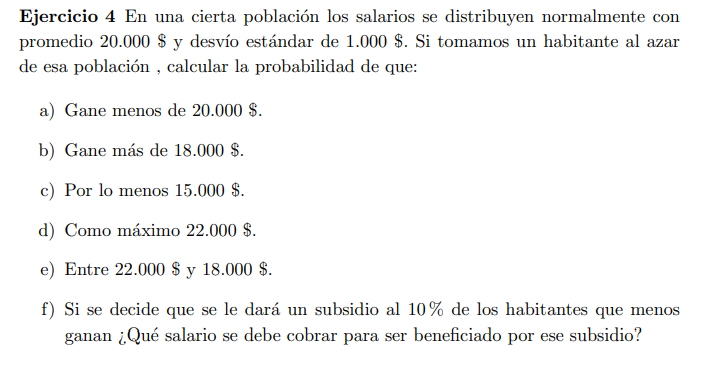 Ejercicio 4 En una cierta población los salarios se distribuyen normalmente con
promedio 20.000 $ y desvío estándar de 1.000 $. Si tomamos un habitante al azar
de esa población , calcular la probabilidad de que:
a) Gane menos de 20.000 $.
b) Gane más de 18.000 $.
c) Por lo menos 15.000 $.
d) Como máximo 22.000 $.
e) Entre 22.000 $ y 18.000 $.
f) Si se decide que se le dará un subsidio al 10 % de los habitantes que menos
ganan ¿Qué salario se debe cobrar para ser beneficiado por ese subsidio?